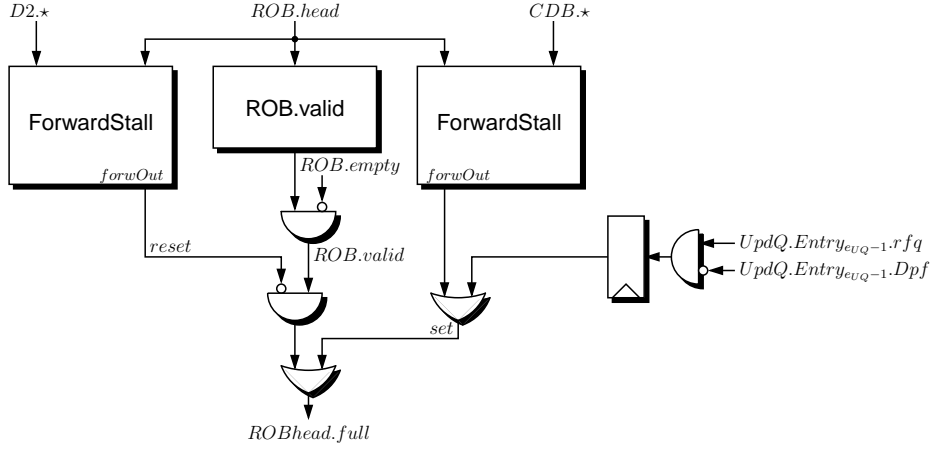 D2.⋆
ROB.head
CDB.⋆
ForwardStall
ROB.valid
ForwardStall
forwOut
ROB.empty
forwOut
reset
ROB.valid
UpdQ.Entry_{e_{UQ}−1}.rfq
UpdQ.Entry_{e_{UQ}−1}.Dpf
set
ROBhead.full